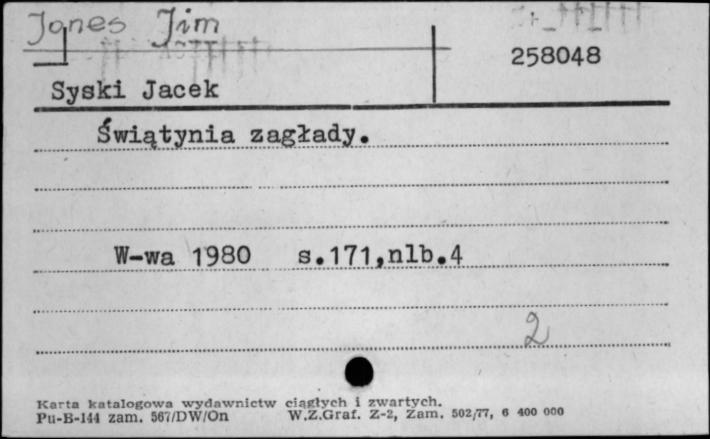 Jones Jim
258048
Syski Jacek
Świątynia zagłady.
W-wa 1980 s.171,nlb.4
2
Karta katalogowa wydawnictw ciągłych i zwartych.
Pu-B-144 zam. 567/DW/On W.Z.Graf. Z-2, Zam. 502/77, 6 400 000